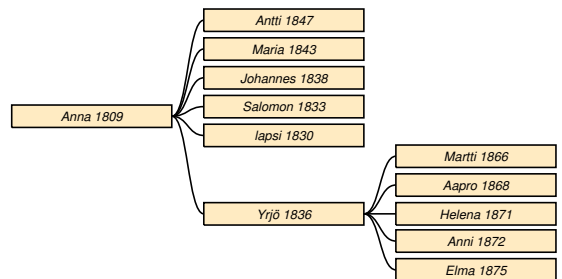 Anna 1809
Antti 1847
Maria 1843
Johannes 1838
Salomon 1833
lapsi 1830
Yrjö 1836
Martti 1866
Aapro 1868
Helena 1871
Anni 1872
Elma 1875